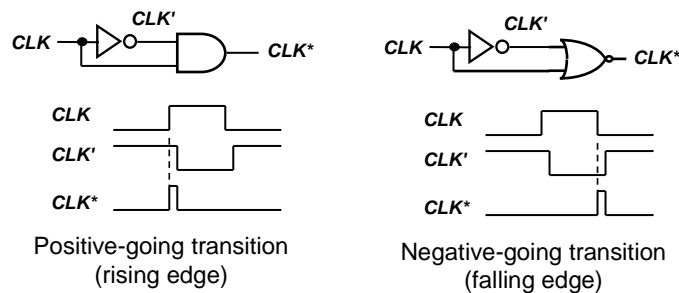 CLK'
CLK
CLK*
CLK
CLK'
CLK*
Positive-going transition
(rising edge)
CLK'
CLK
CLK*
CLK
CLK'
CLK*
Negative-going transition
(falling edge)